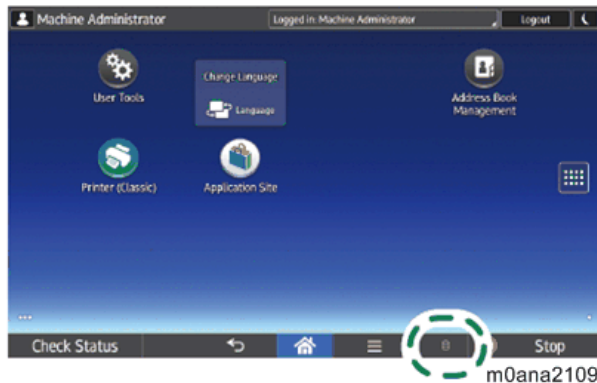 Machine Administrator
Logged in: Machine Administrator
Logout
User Tools
Change Language
Language
Address Book
Management
Printer (Classic)
Application Site
Check Status
Stop
m0ana2109